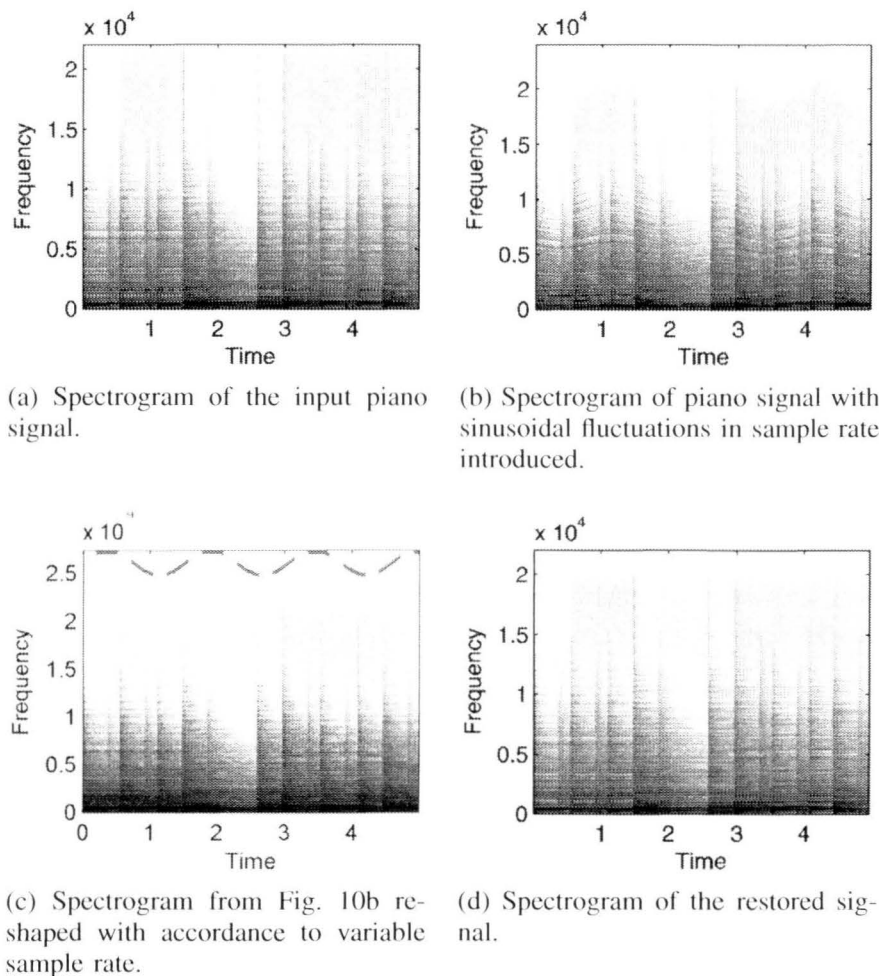 x 10^4
x 10^4
2
1.5
1
0.5
0
Frequency
1 2 3 4
Time
2
1.5
1
0.5
0
Frequency
1 2 3 4
Time
(a) Spectrogram of the input piano
signal.
(b) Spectrogram of piano signal with
sinusoidal fluctuations in sample rate
introduced.
x 10
x 10^4
2.5
2
1.5
1
0.5
0
Frequency
0 1 2 3 4
Time
2
1.5
1
0.5
0
Frequency
1 2 3 4
Time
(c) Spectrogram from Fig. 10b re-
shaped with accordance to variable
sample rate.
(d) Spectrogram of the restored sig-
nal.